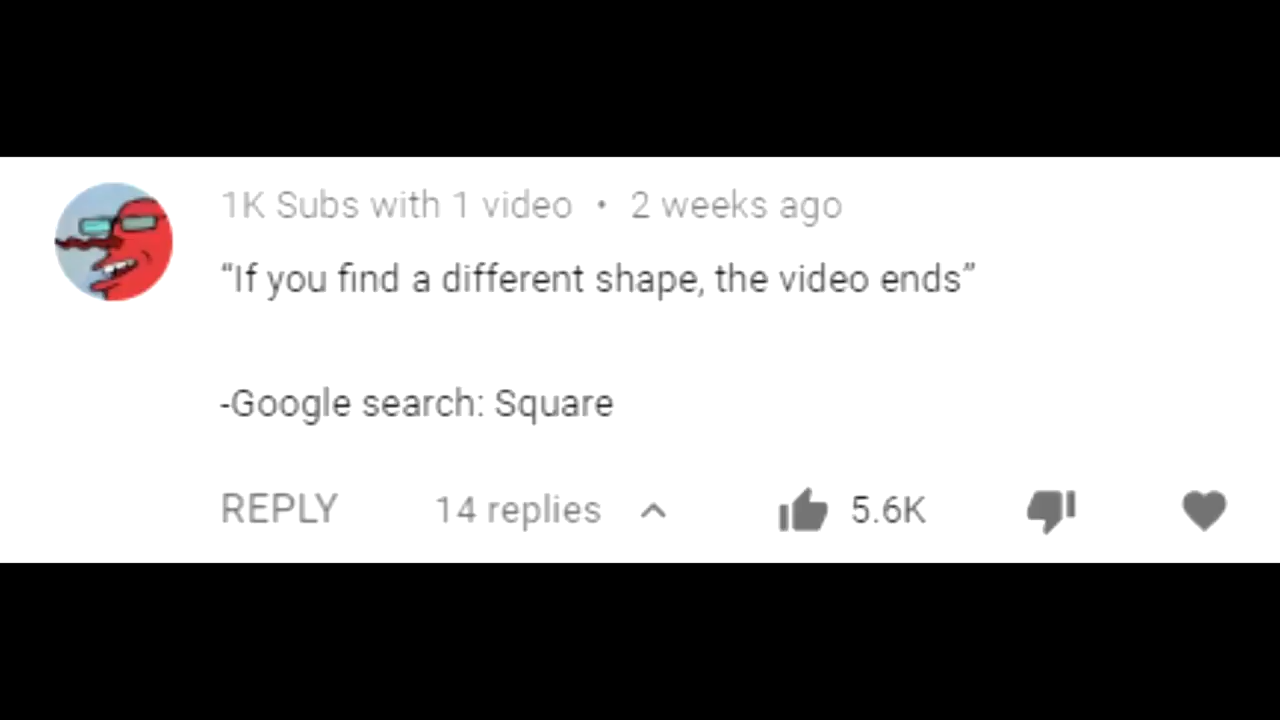 1K Subs with 1 video • 2 weeks ago
“If you find a different shape, the video ends”
-Google search: Square
REPLY 14 replies 5.6K